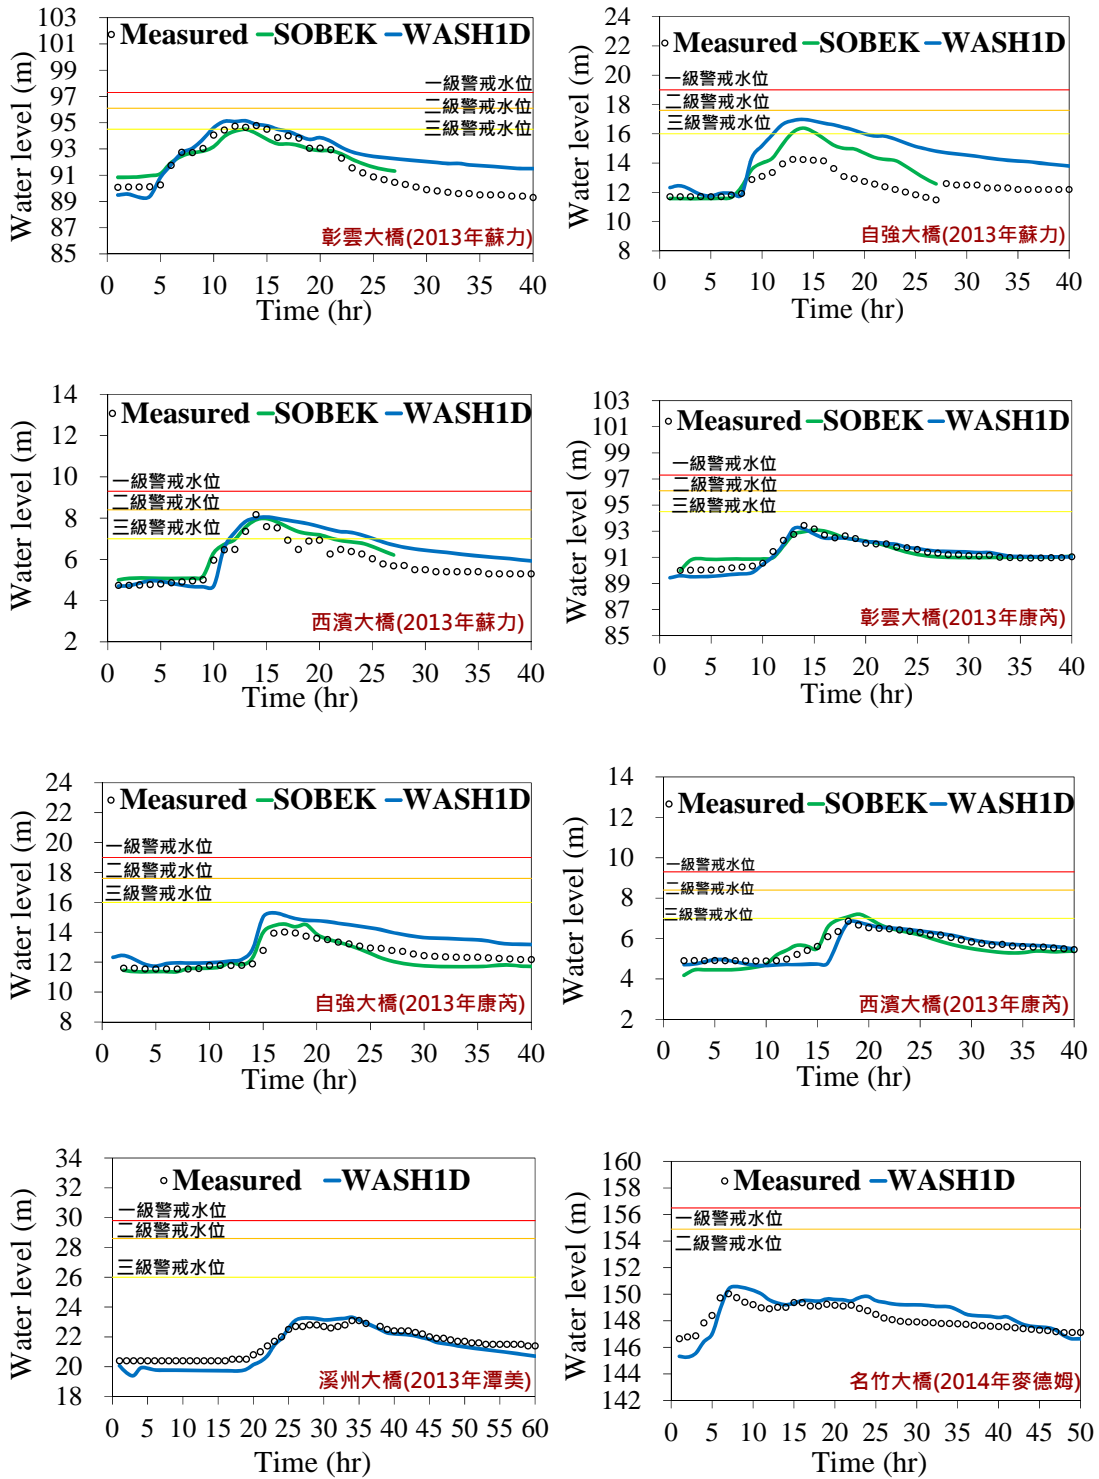 103
101
99
97
95
93
91
89
87
85
Water level (m)
Measured SOBEK WASH1D
一級警戒水位
二級警戒水位
三級警戒水位
彰雲大橋(2013年蘇力)
0 5 10 15 20 25 30 35 40
Time (hr)
24
22
20
18
16
14
12
10
8
Water level (m)
Measured SOBEK WASH1D
一級警戒水位
二級警戒水位
三級警戒水位
自強大橋(2013年蘇力)
0 5 10 15 20 25 30 35 40
Time (hr)
14
12
10
8
6
4
2
Water level (m)
Measured SOBEK WASH1D
一級警戒水位
二級警戒水位
三級警戒水位
西濱大橋(2013年蘇力)
0 5 10 15 20 25 30 35 40
Time (hr)
103
101
99
97
95
93
91
89
87
85
Water level (m)
Measured SOBEK WASH1D
一級警戒水位
二級警戒水位
三級警戒水位
彰雲大橋(2013年康芮)
0 5 10 15 20 25 30 35 40
Time (hr)
24
22
20
18
16
14
12
10
8
Water level (m)
Measured SOBEK WASH1D
一級警戒水位
二級警戒水位
三級警戒水位
自強大橋(2013年康芮)
0 5 10 15 20 25 30 35 40
Time (hr)
14
12
10
8
6
4
2
Water level (m)
Measured SOBEK WASH1D
一級警戒水位
二級警戒水位
三級警戒水位
西濱大橋(2013年康芮)
0 5 10 15 20 25 30 35 40
Time (hr)
34
32
30
28
26
24
22
20
18
Water level (m)
Measured WASH1D
一級警戒水位
二級警戒水位
三級警戒水位
溪州大橋(2013年潭美)
0 5 10 15 20 25 30 35 40 45 50 55 60
Time (hr)
160
158
156
154
152
150
148
146
144
142
Water level (m)
Measured WASH1D
一級警戒水位
二級警戒水位
名竹大橋(2014年麥德姆)
0 5 10 15 20 25 30 35 40 45 50
Time (hr)